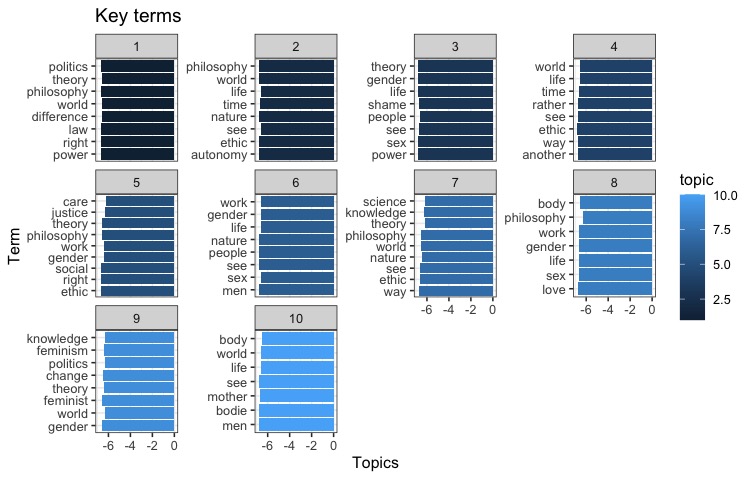 Key terms
1
politics
theory
philosophy
world
difference
law
right
power
2
philosophy
world
life
time
nature
see
ethic
autonomy
3
theory
gender
life
shame
people
see
sex
power
4
world
life
time
rather
see
ethic
way
another
5
care
justice
theory
philosophy
work
gender
social
right
ethic
6
work
gender
life
nature
people
see
sex
men
7
science
knowledge
theory
philosophy
world
nature
see
ethic
way
-6 -4 -2 0
8
body
philosophy
work
gender
life
sex
love
-6 -4 -2 0
9
knowledge
feminism
politics
change
theory
feminist
world
gender
-6 -4 -2 0
10
body
world
life
see
mother
bodie
men
-6 -4 -2 0
Term
Topics
topic
10.0
7.5
5.0
2.5